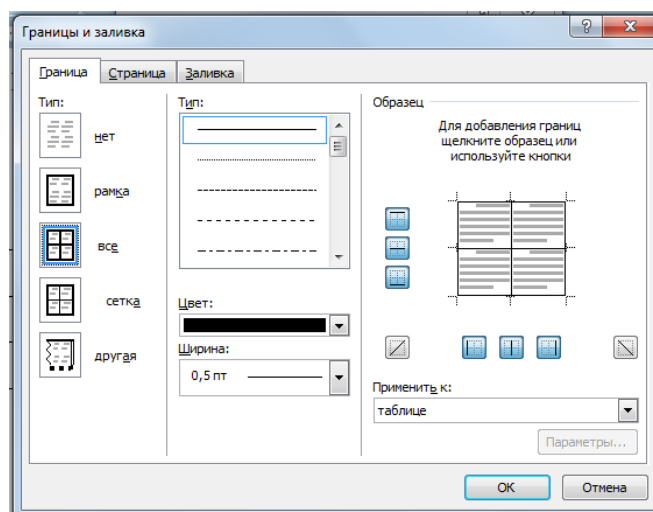 Границы и заливка
Граница
Страница
Заливка
Тип:
нет
рамка
все
сетка
другая
Тип:
Цвет:
Ширина:
0,5 пт
Образец
Для добавления границ
щелкните образец или
используйте кнопки
Применить к:
таблице
Параметры...
ОК
Отмена